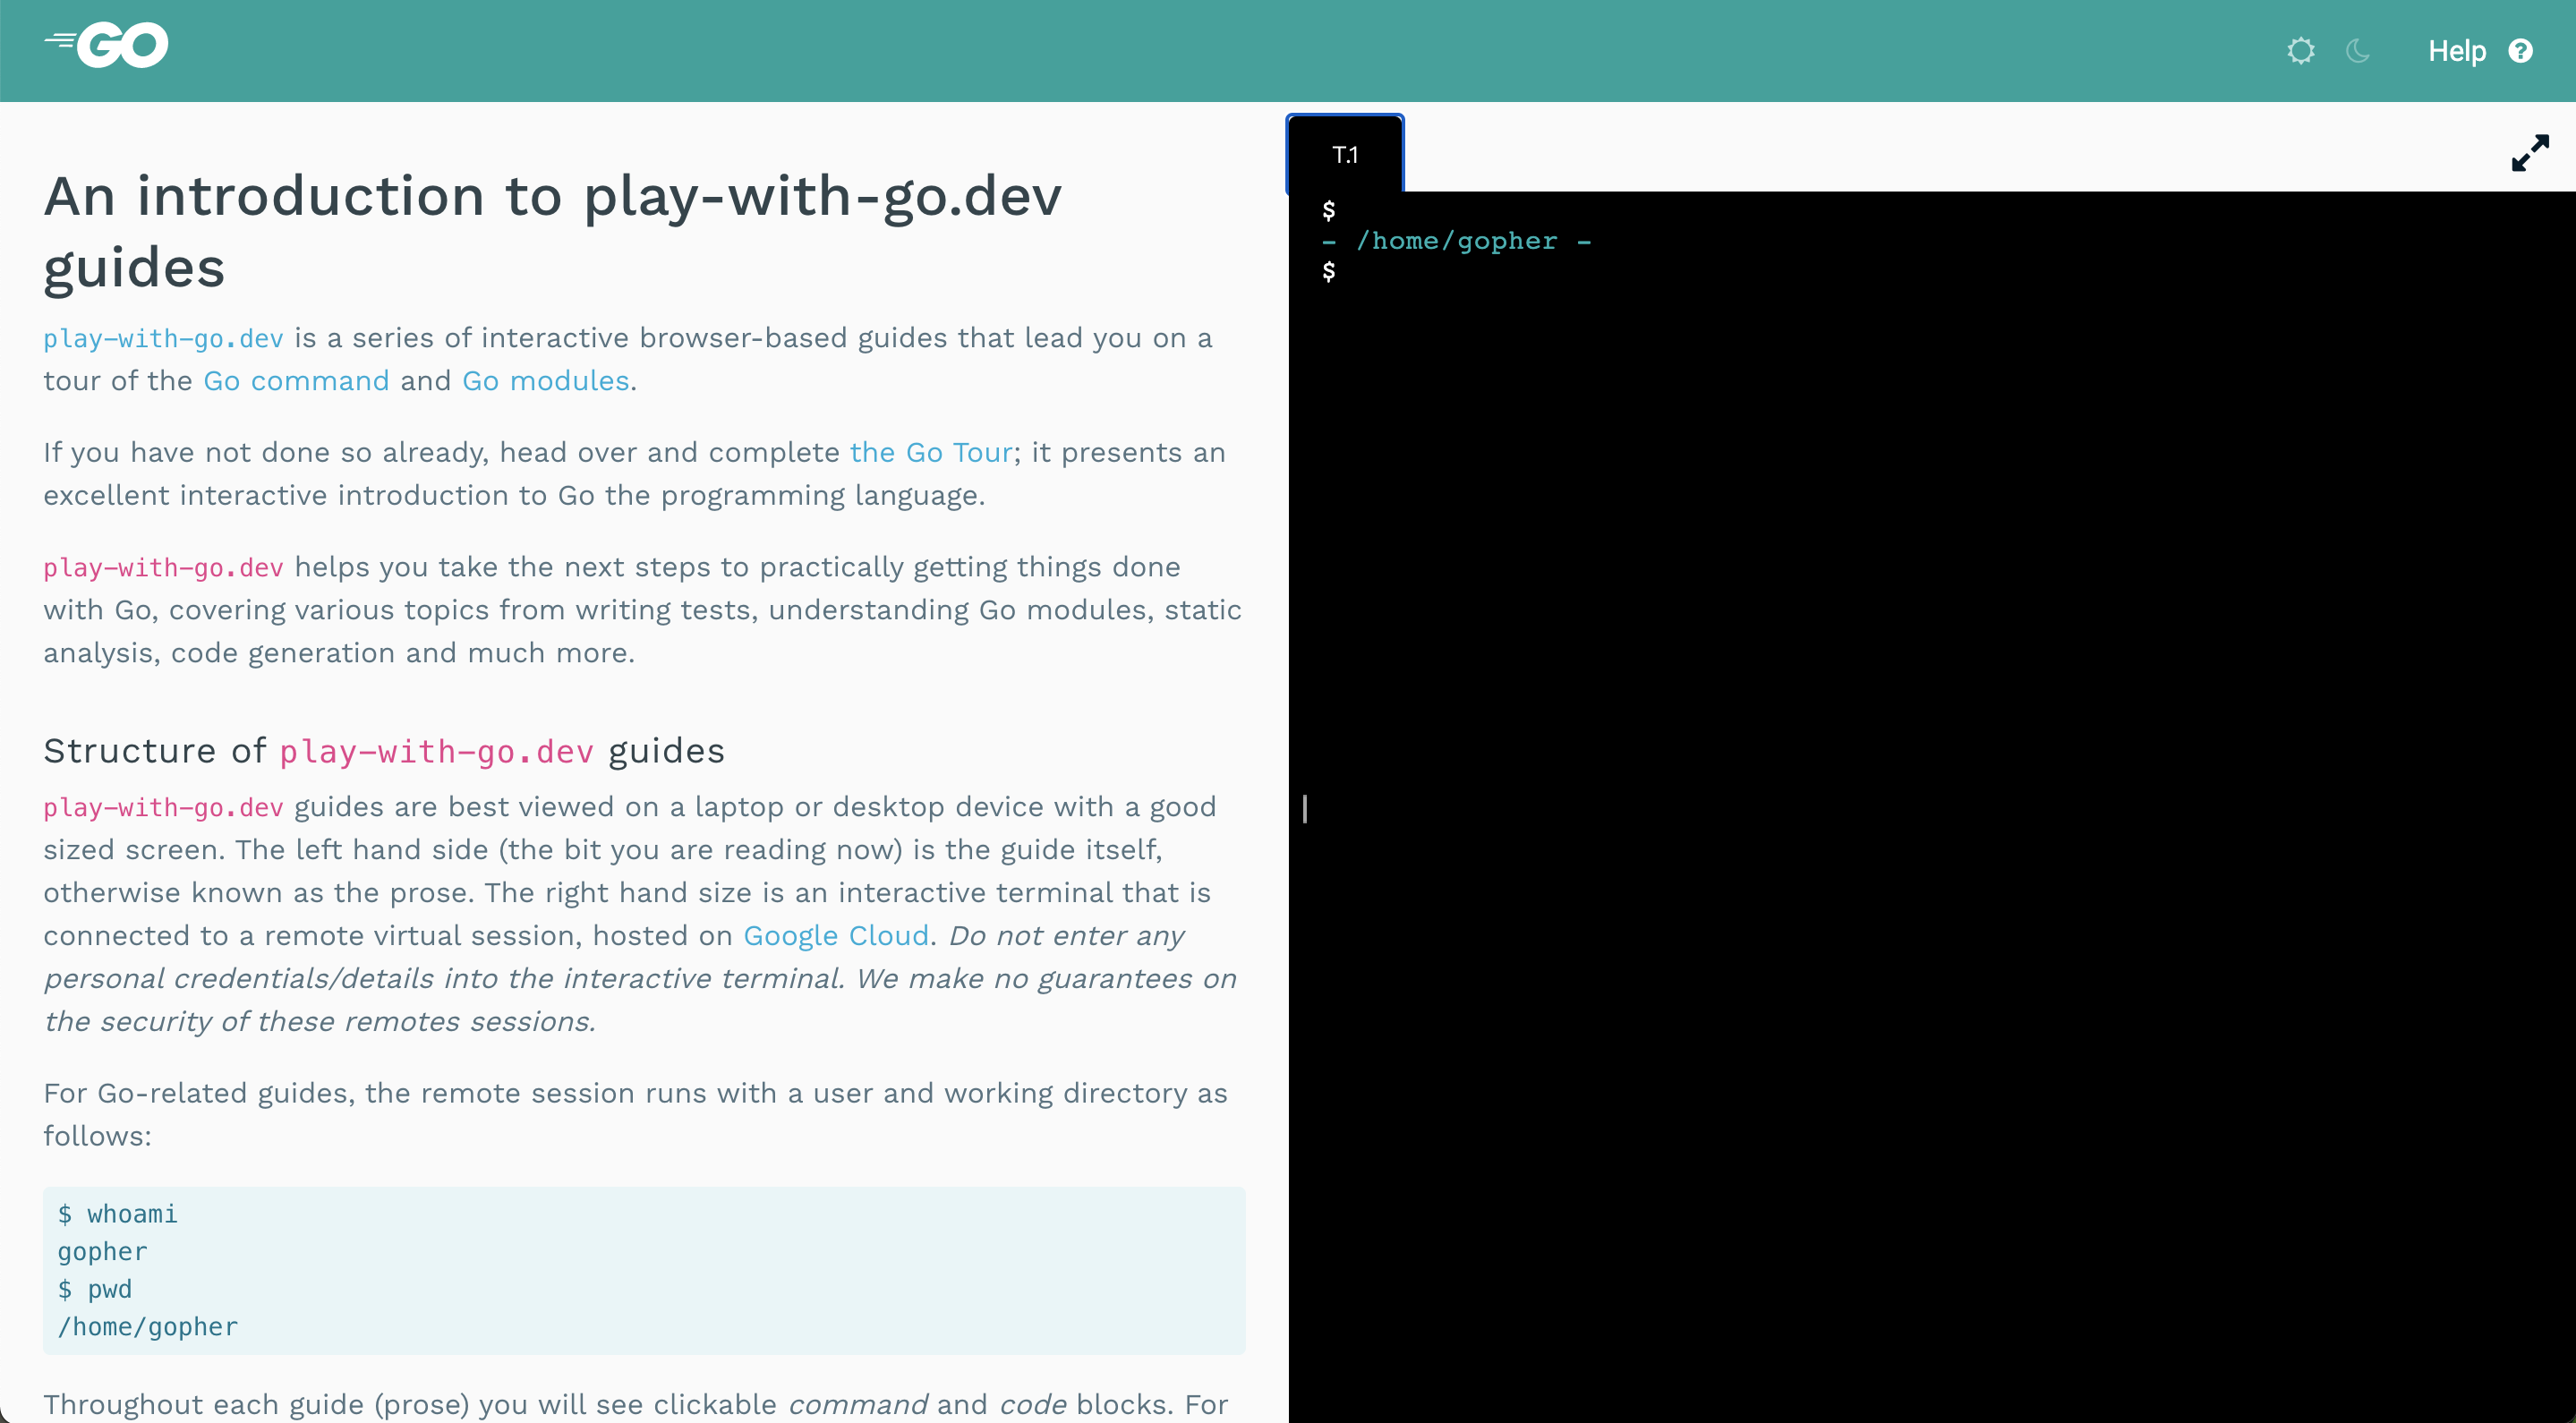 GO
Help
An introduction to play-with-go.dev
guides
play-with-go.dev is a series of interactive browser-based guides that lead you on a
tour of the Go command and Go modules.
If you have not done so already, head over and complete the Go Tour; it presents an
excellent interactive introduction to Go the programming language.
play-with-go.dev helps you take the next steps to practically getting things done
with Go, covering various topics from writing tests, understanding Go modules, static
analysis, code generation and much more.
Structure of play-with-go.dev guides
play-with-go.dev guides are best viewed on a laptop or desktop device with a good
sized screen. The left hand side (the bit you are reading now) is the guide itself,
otherwise known as the prose. The right hand size is an interactive terminal that is
connected to a remote virtual session, hosted on Google Cloud. Do not enter any
personal credentials/details into the interactive terminal. We make no guarantees on
the security of these remotes sessions.
For Go-related guides, the remote session runs with a user and working directory as
follows:
$ whoami
gopher
$ pwd
/home/gopher
Throughout each guide (prose) you will see clickable command and code blocks. For
T.1
$
- /home/gopher -
$